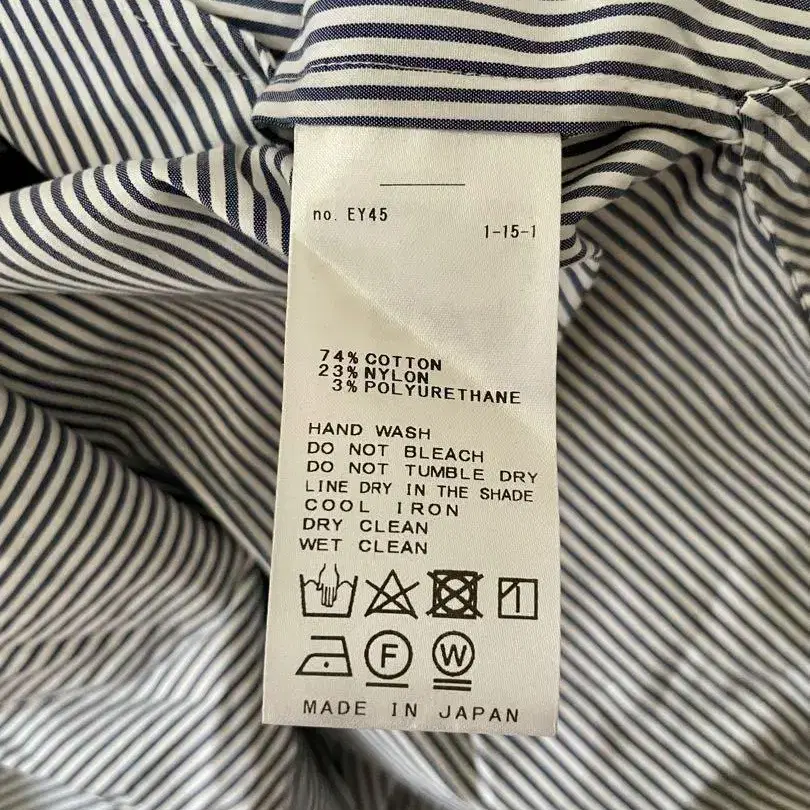 no. EY45
1-15-1
74% COTTON
23% NYLON
3% POLYURETHANE
HAND WASH
DO NOT BLEACH
DO NOT TUMBLE DRY
LINE DRY IN THE SHADE
COOL IRON
DRY CLEAN
WET CLEAN
F W
MADE IN JAPAN